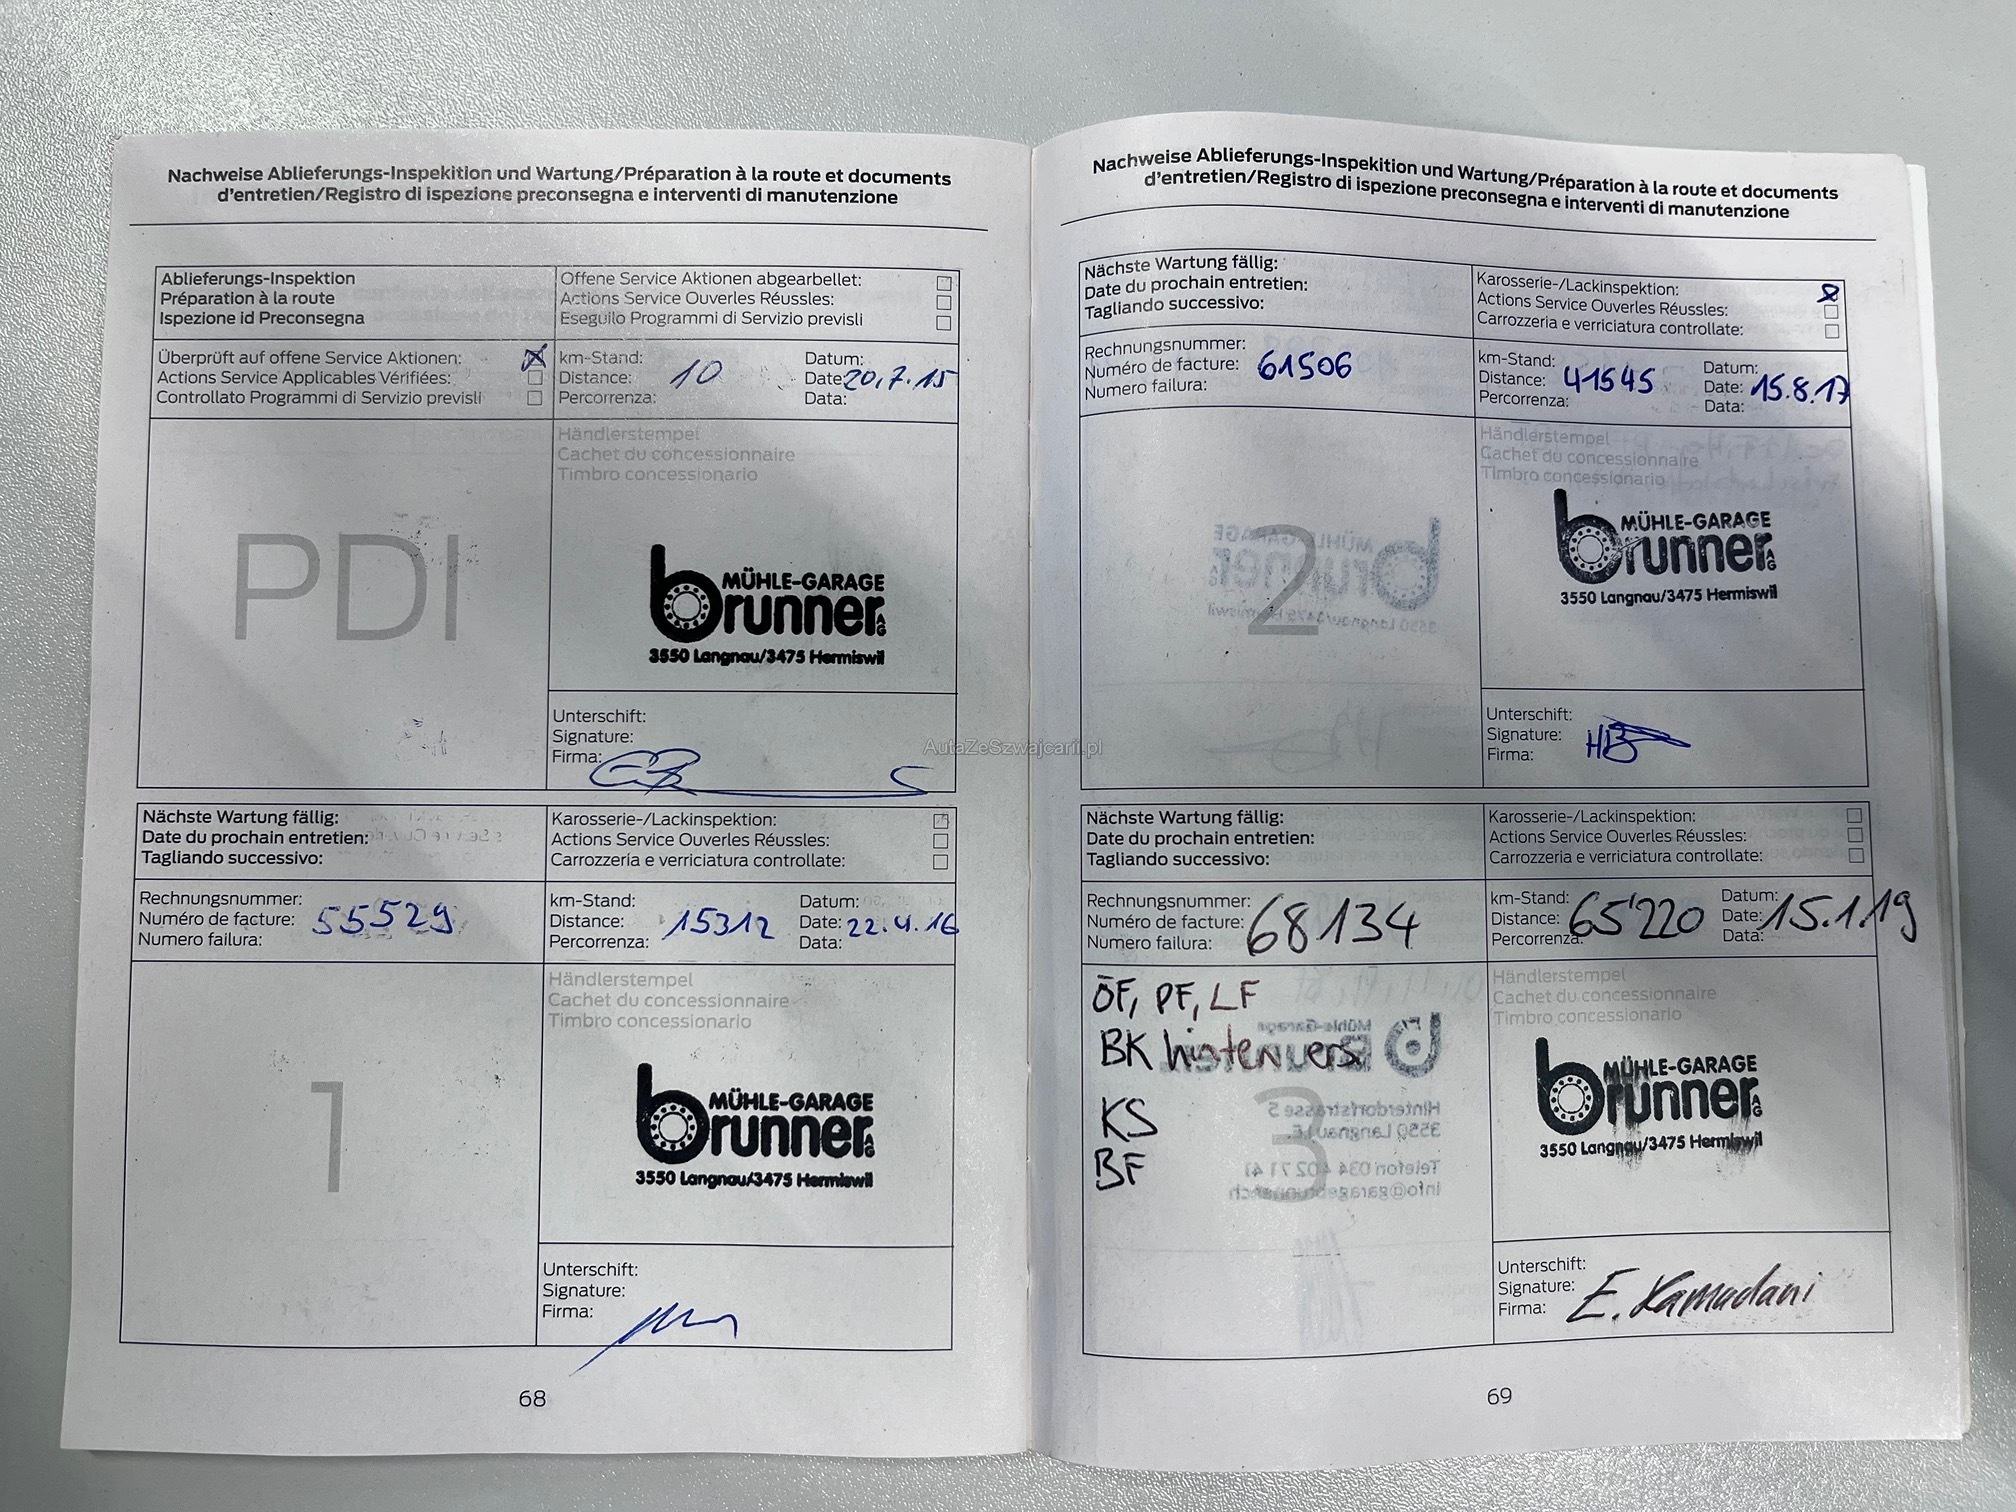 Nachweise Ablieferungs-Inspekition und Wartung/Préparation à la route et documents
d'entretien/Registro di ispezione preconsegna e interventi di manutenzione
Ablieferungs-Inspektion
Préparation à la route
Ispezione id Preconsegna
Offene Service Aktionen abgearbellet:
Actions Service Ouverles Réussles:
Eseguilo Programmi di Servizio previsli
Überprüft auf offene Service Aktionen:
Actions Service Applicables Vérifiées:
Controllato Programmi di Servizio previsli
km-Stand:
Distance: 10
Percorrenza:
Datum:
Date: 20.7.15
Data:
PDI
Händlerstempel
Cachet du concessionnaire
Timbro concessionario
MÜHLE-GARAGE
brunner AG
3550 Langnau/3475 Hermiswil
Unterschift:
Signature:
Firma:
Nächste Wartung fällig:
Date du prochain entretien:
Tagliando successivo:
Karosserie-/Lackinspektion:
Actions Service Ouverles Réussles:
Carrozzeria e verriciatura controllate:
Rechnungsnummer:
Numéro de facture: 55529
Numero failura:
km-Stand:
Distance: 15312
Percorrenza:
Datum:
Date: 22.4.16
Data:
1
Händlerstempel
Cachet du concessionnaire
Timbro concessionario
MÜHLE-GARAGE
brunner AG
3550 Langnau/3475 Hermiswil
Unterschift:
Signature:
Firma:
68
Nachweise Ablieferungs-Inspekition und Wartung/Préparation à la route et documents
d'entretien/Registro di ispezione preconsegna e interventi di manutenzione
Nächste Wartung fällig:
Date du prochain entretien:
Tagliando successivo:
Karosserie-/Lackinspektion:
Actions Service Ouverles Réussles:
Carrozzeria e verriciatura controllate:
Rechnungsnummer:
Numéro de facture: 61506
Numero failura:
km-Stand:
Distance: 41545
Percorrenza:
Datum:
Date: 15.8.17
Data:
2
Händlerstempel
Cachet du concessionnaire
Timbro concessionario
MÜHLE-GARAGE
brunner AG
3550 Langnau/3475 Hermiswil
Unterschift:
Signature:
Firma:
AutaZeSzwajcarii.pl
Nächste Wartung fällig:
Date du prochain entretien:
Tagliando successivo:
Karosserie-/Lackinspektion:
Actions Service Ouverles Réussles:
Carrozzeria e verriciatura controllate:
Rechnungsnummer:
Numéro de facture: 68134
Numero failura:
km-Stand:
Distance: 65'220
Percorrenza:
Datum:
Date: 15.1.19
Data:
ÖF, PF, LF
BK hinten ers
KS
BF
3
Händlerstempel
Cachet du concessionnaire
Timbro concessionario
MÜHLE-GARAGE
brunner AG
3550 Langnau/3475 Hermiswil
Unterschift:
Signature: E. Kamadani
Firma:
69